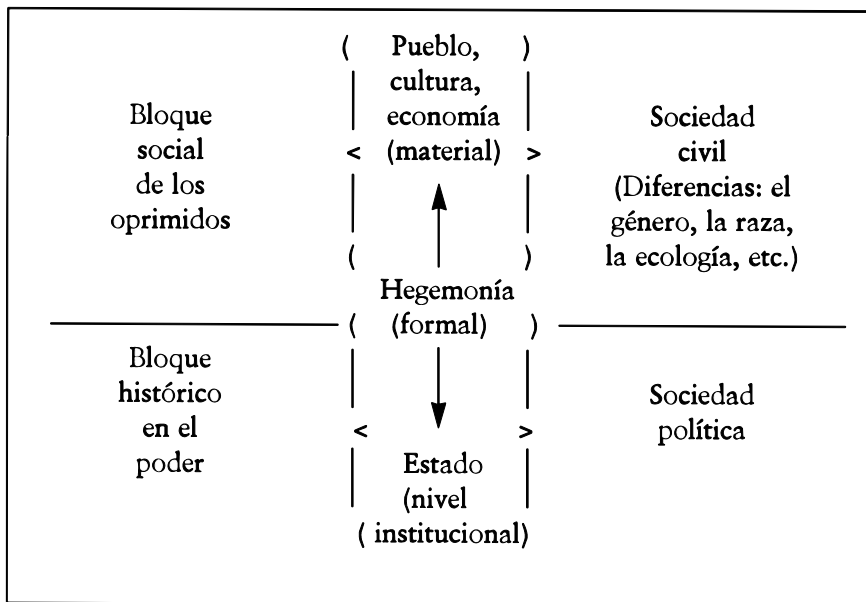 Pueblo,
cultura,
economía
(material)
Bloque
social
de los
oprimidos
Sociedad
civil
(Diferencias: el
género, la raza,
la ecología, etc.)
Hegemonía
(formal)
Bloque
histórico
en el
poder
Sociedad
política
Estado
(nivel
institucional)